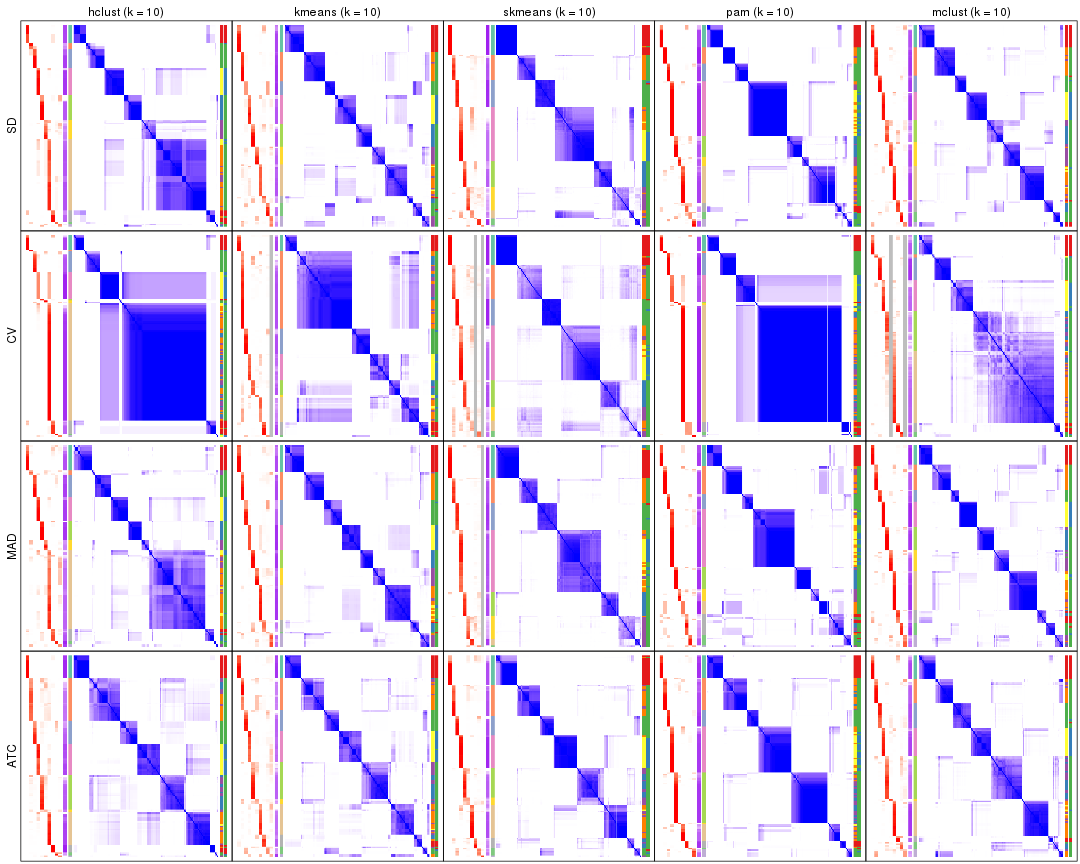 hclust (k = 10) kmeans (k = 10) skmeans (k = 10) pam (k = 10) mclust (k = 10)
SD
CV
MAD
ATC